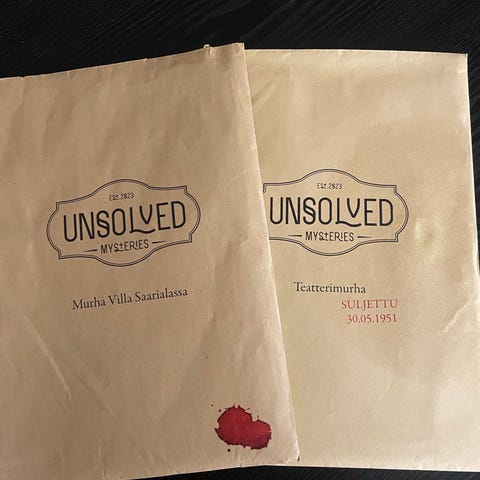 EST.2023
UNSOLVED
MYSTERIES
Murha Villa Saarialassa
EST.2023
UNSOLVED
MYSTERIES
Teatterimurha
SULJETTU
30.05.1951